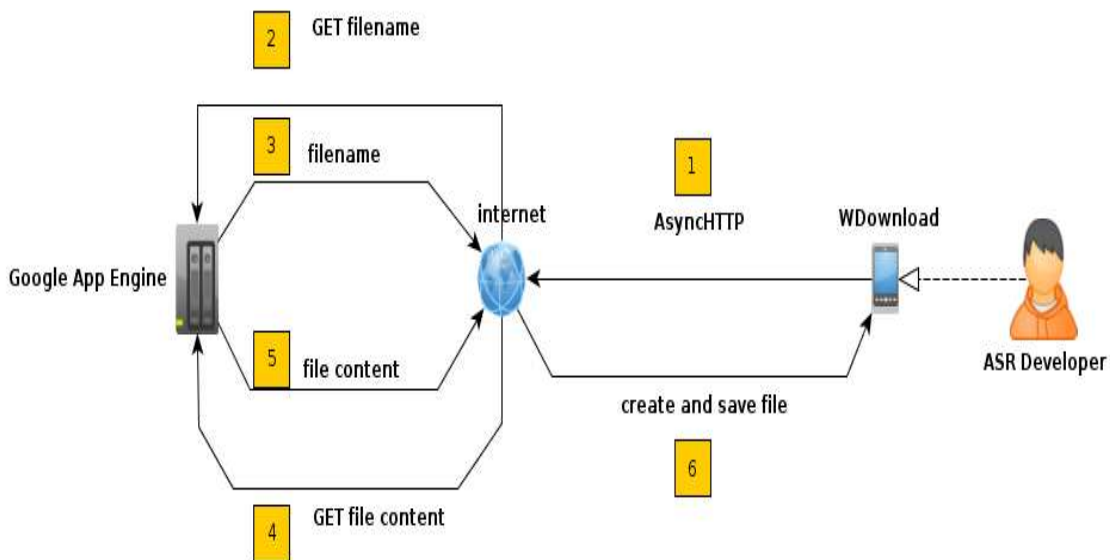 2
GET filename
3
filename
1
AsyncHTTP
internet
WDownload
Google App Engine
ASR Developer
5
file content
create and save file
6
4
GET file content